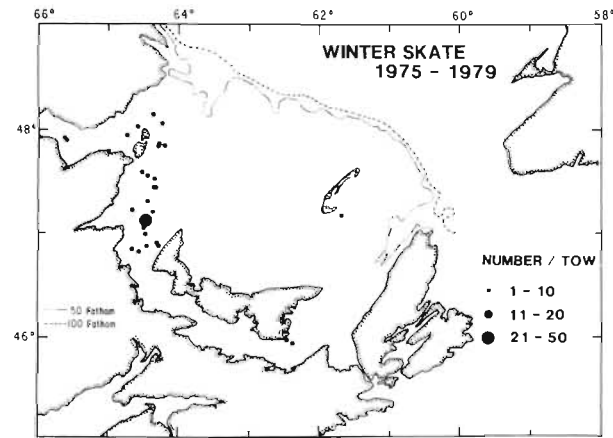 66° 64° 62° 60° 58°
WINTER SKATE
1975 - 1979
48°
46°
NUMBER / TOW
1 - 10
11 - 20
21 - 50
50 Fathom
100 Fathom